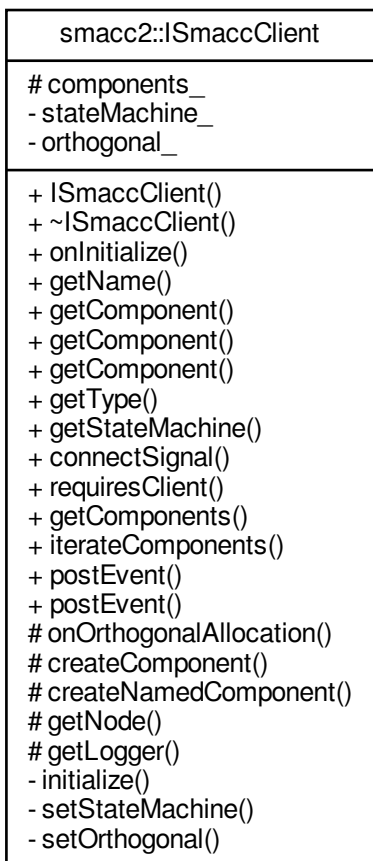 smacc2::ISmaccClient
# components_
- stateMachine_
- orthogonal_
+ ISmaccClient()
+ ~ISmaccClient()
+ onInitialize()
+ getName()
+ getComponent()
+ getComponent()
+ getComponent()
+ getType()
+ getStateMachine()
+ connectSignal()
+ requiresClient()
+ getComponents()
+ iterateComponents()
+ postEvent()
+ postEvent()
# onOrthogonalAllocation()
# createComponent()
# createNamedComponent()
# getNode()
# getLogger()
- initialize()
- setStateMachine()
- setOrthogonal()